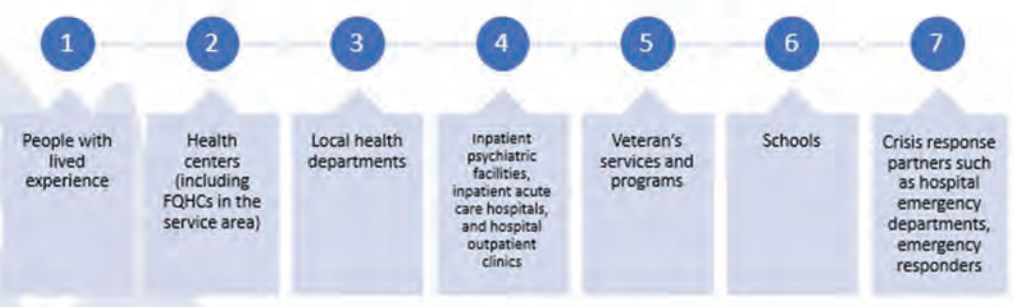 1
2
3
4
5
6
7
People with
lived
experience
Health
centers
(including
FQHCs in the
service area)
Local health
departments
Inpatient
psychiatric
facilities,
inpatient acute
care hospitals,
and hospital
outpatient
clinics
Veteran's
services and
programs
Schools
Crisis response
partners such
as hospital
emergency
departments,
emergency
responders